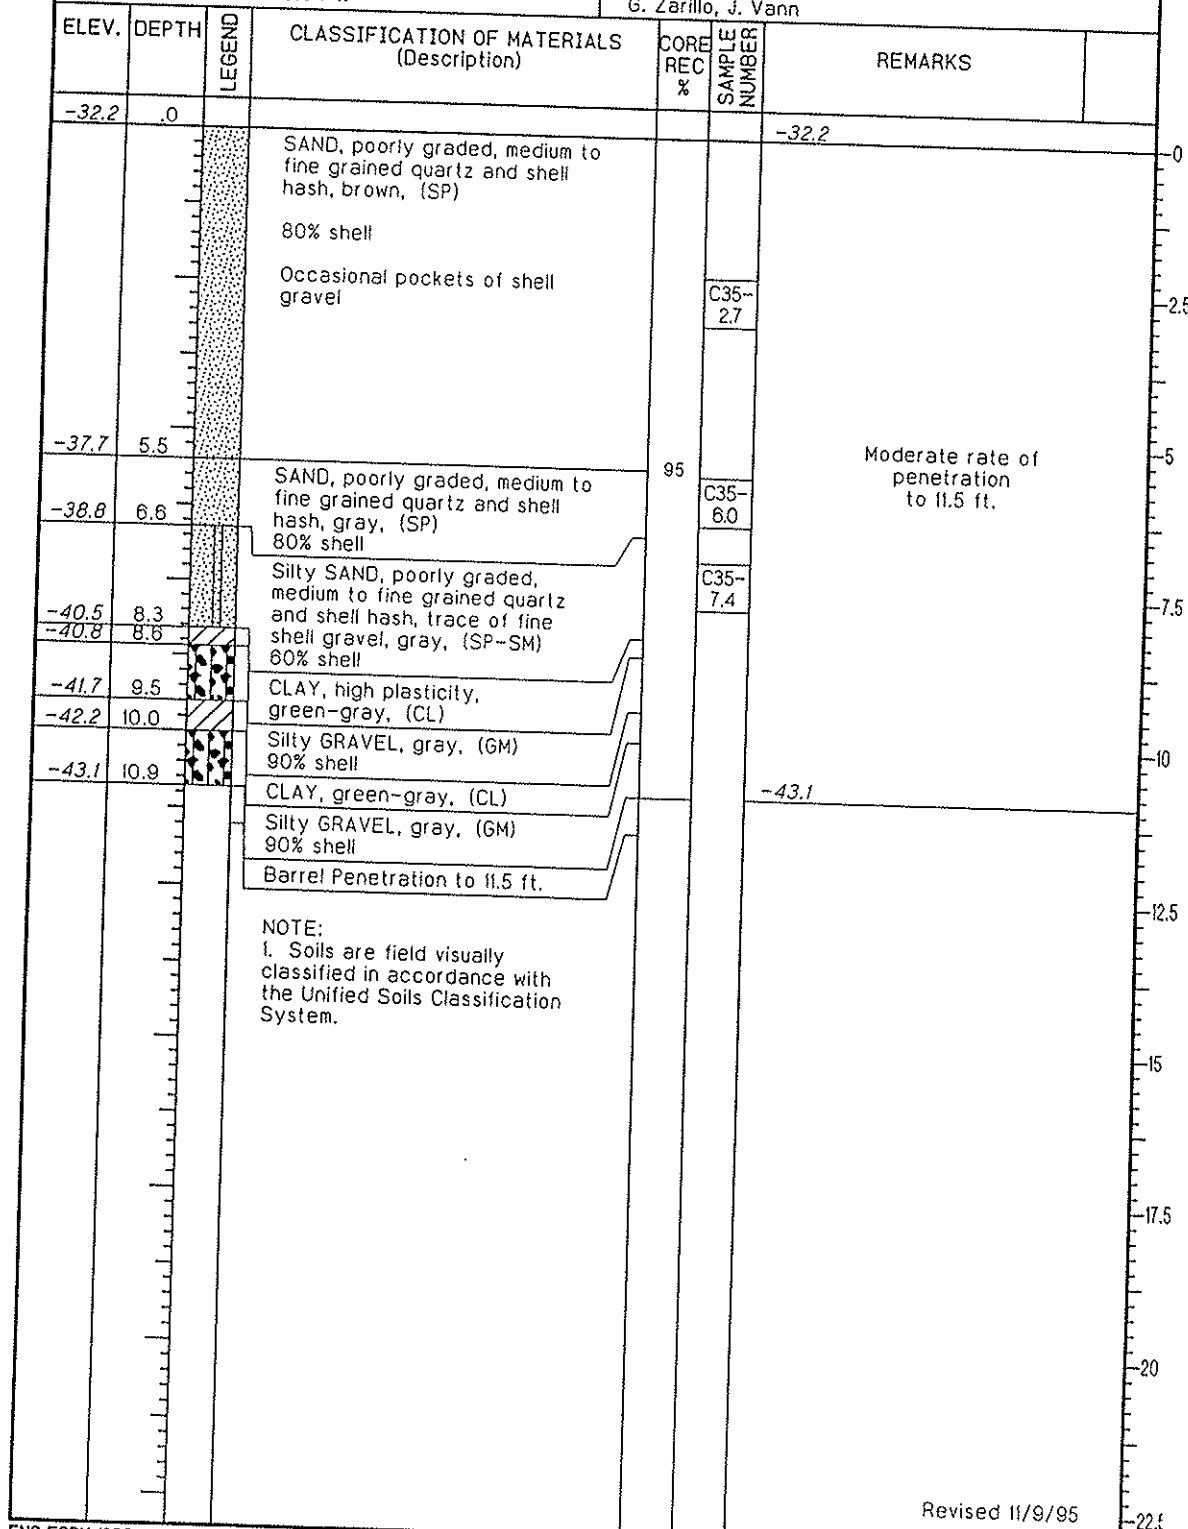 G. Zarillo, J. Vann
ELEV. DEPTH LEGEND CLASSIFICATION OF MATERIALS (Description) CORE REC % SAMPLE NUMBER REMARKS
-32.2 .0
-32.2
SAND, poorly graded, medium to
fine grained quartz and shell
hash, brown, (SP)
80% shell
Occasional pockets of shell
gravel
C35-
2.7
-37.7 5.5
95
Moderate rate of
penetration
to 11.5 ft.
SAND, poorly graded, medium to
fine grained quartz and shell
hash, gray, (SP)
80% shell
C35-
6.0
-38.8 6.6
Silty SAND, poorly graded,
medium to fine grained quartz
and shell hash, trace of fine
shell gravel, gray, (SP-SM)
60% shell
C35-
7.4
-40.5 8.3
-40.8 8.6
CLAY, high plasticity,
green-gray, (CL)
-41.7 9.5
-42.2 10.0
Silty GRAVEL, gray, (GM)
90% shell
-43.1 10.9
CLAY, green-gray, (CL)
-43.1
Silty GRAVEL, gray, (GM)
90% shell
Barrel Penetration to 11.5 ft.
NOTE:
1. Soils are field visually
classified in accordance with
the Unified Soils Classification
System.
-0
-2.5
-5
-7.5
-10
-12.5
-15
-17.5
-20
-22.5
Revised 11/9/95